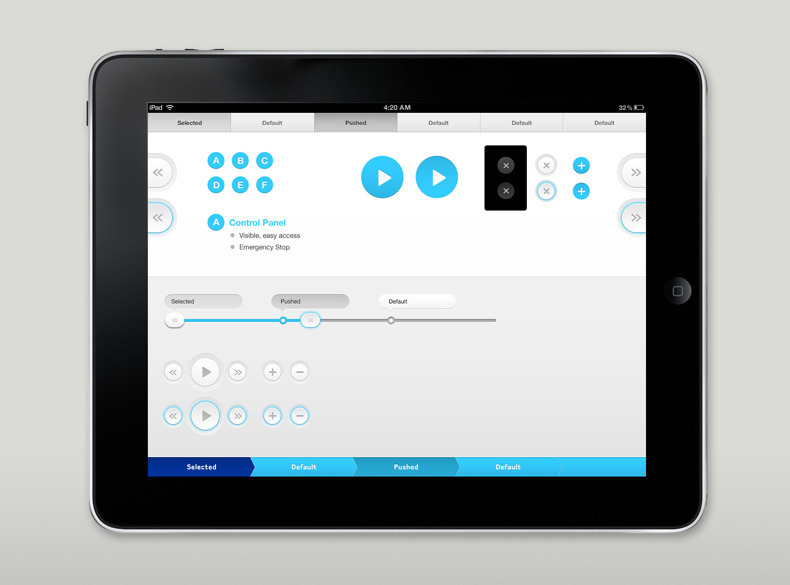 iPad 4:20 AM 32%
Selected Default Pushed Default Default Default
A B C
D E F
A Control Panel
Visible, easy access
Emergency Stop
Selected Pushed Default
Selected Default Pushed Default